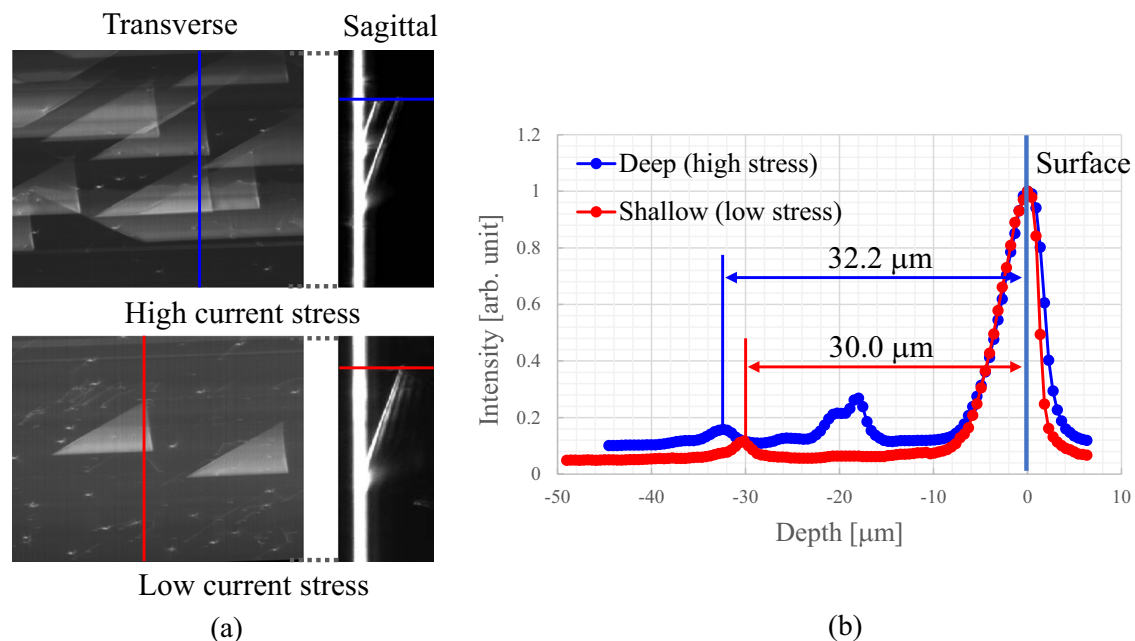 Transverse
Sagittal
High current stress
Low current stress
(a)
1.2
1
0.8
0.6
0.4
0.2
0
-50
-40
-30
-20
-10
0
10
Intensity [arb. unit]
Depth [μm]
Deep (high stress)
Shallow (low stress)
Surface
32.2 μm
30.0 μm
(b)